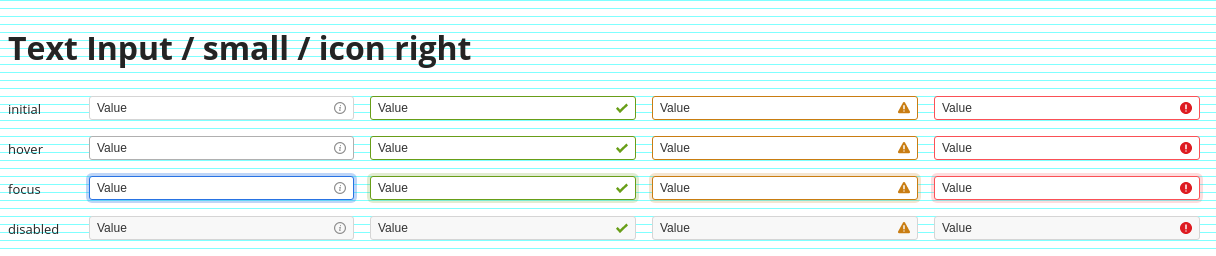 Text Input / small / icon right
initial Value Value Value Value
hover Value Value Value Value
focus Value Value Value Value
disabled Value Value Value Value